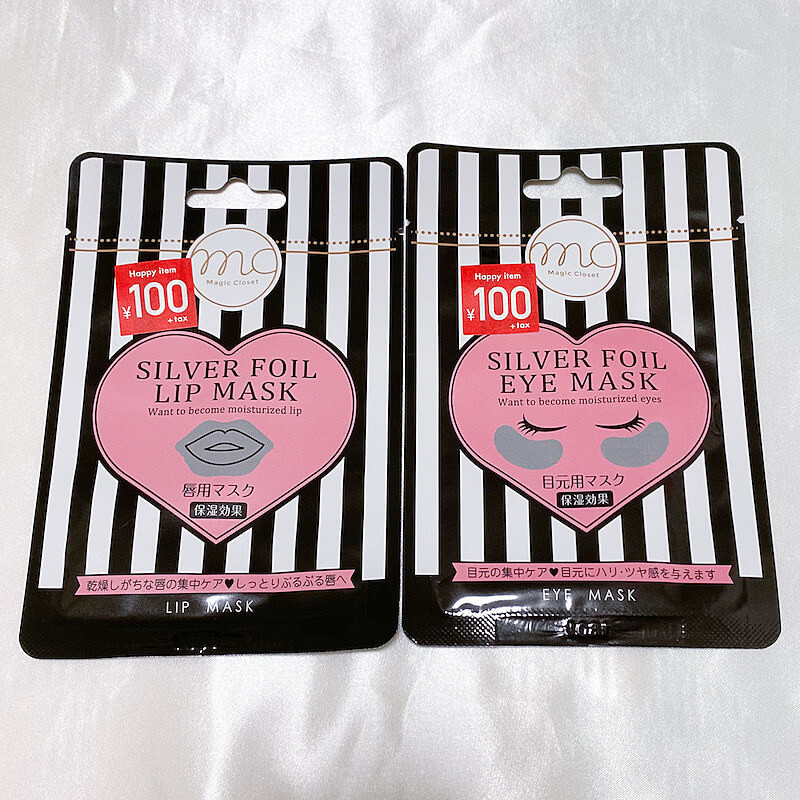 mc
Magic Closet
Happy item
¥100
+tax
SILVER FOIL
LIP MASK
Want to become moisturized lip
唇用マスク
保湿効果
乾燥しがちな唇の集中ケア♥しっとりぷるぷる唇へ
LIP MASK
mc
Magic Closet
Happy item
¥100
+tax
SILVER FOIL
EYE MASK
Want to become moisturized eyes
目元用マスク
保湿効果
目元の集中ケア♥目元にハリ・ツヤ感を与えます
EYE MASK